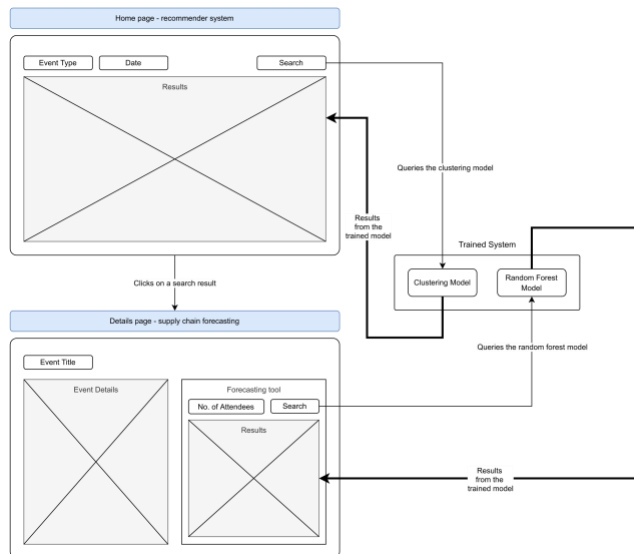 Home page - recommender system
Event Type
Date
Search
Results
Queries the clustering model
Results
from the
trained model
Trained System
Clustering Model
Random Forest
Model
Clicks on a search result
Details page - supply chain forecasting
Queries the random forest model
Event Title
Event Details
Forecasting tool
No. of Attendees
Search
Results
Results
from the
trained model